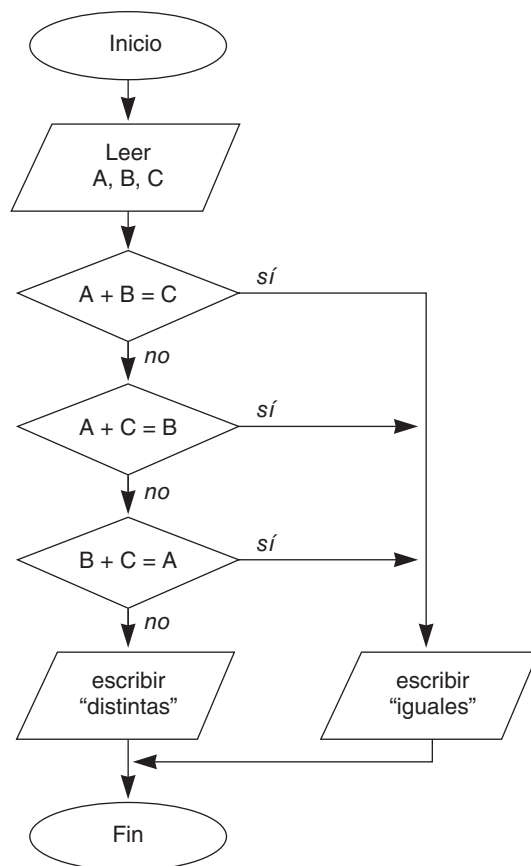 Inicio
Leer
A, B, C
A + B = C
sí
no
A + C = B
sí
no
B + C = A
sí
no
escribir
“distintas”
escribir
“iguales”
Fin